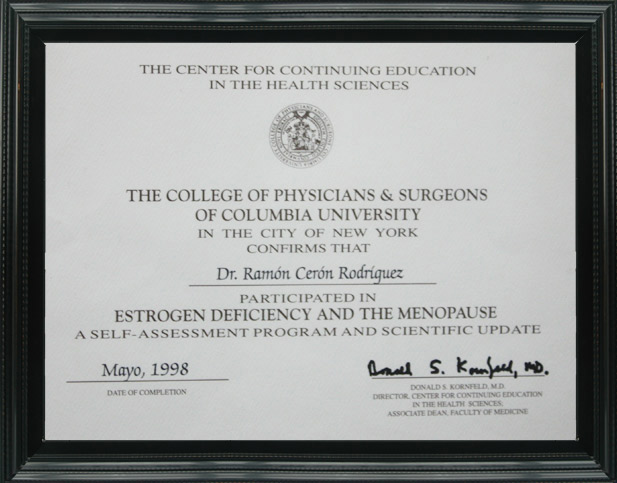 THE CENTER FOR CONTINUING EDUCATION
IN THE HEALTH SCIENCES
THE COLLEGE OF PHYSICIANS & SURGEONS
OF COLUMBIA UNIVERSITY
IN THE CITY OF NEW YORK
CONFIRMS THAT
Dr. Ramón Cerón Rodríguez
PARTICIPATED IN
ESTROGEN DEFICIENCY AND THE MENOPAUSE
A SELF-ASSESSMENT PROGRAM AND SCIENTIFIC UPDATE
Mayo, 1998
DATE OF COMPLETION
Donald S. Kornfeld, M.D.
DONALD S. KORNFELD, M.D.
DIRECTOR, CENTER FOR CONTINUING EDUCATION
IN THE HEALTH SCIENCES,
ASSOCIATE DEAN, FACULTY OF MEDICINE